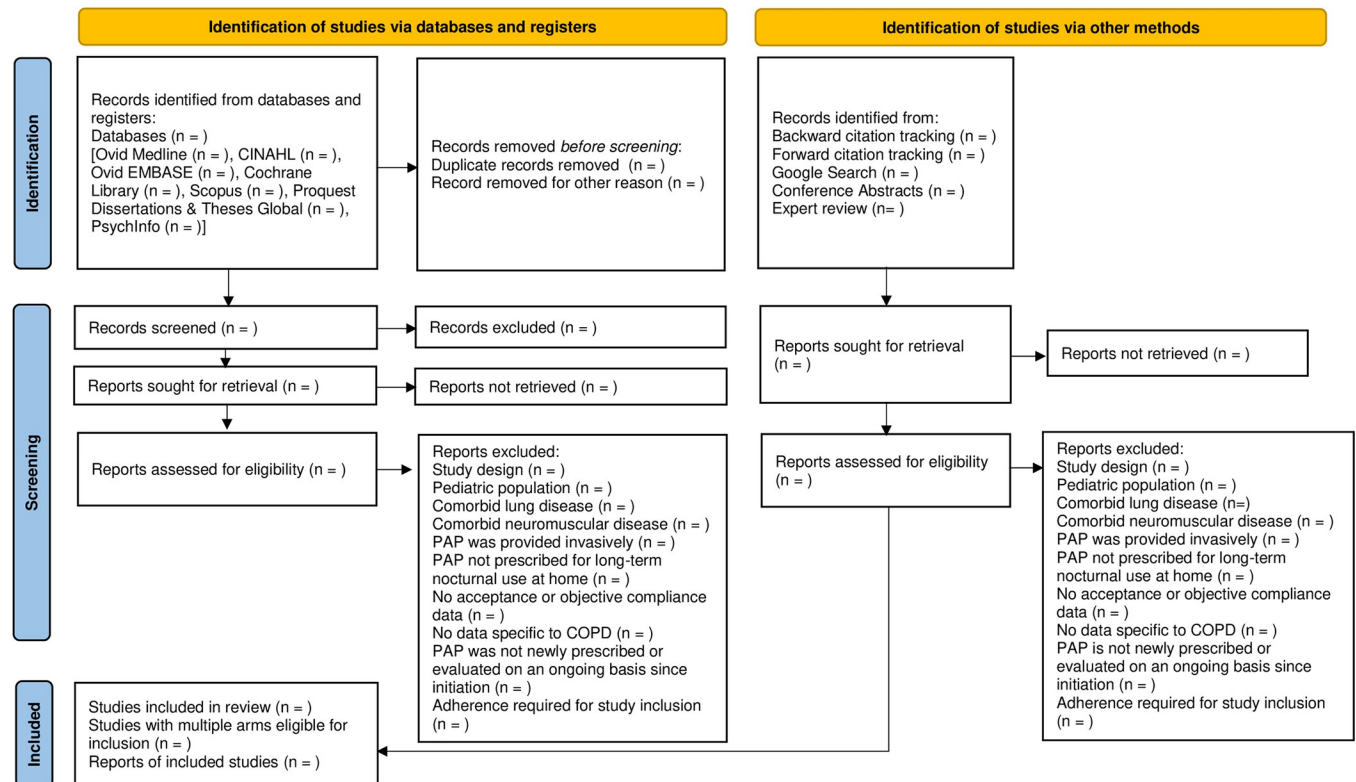 Identification of studies via databases and registers
Identification of studies via other methods
Identification
Records identified from databases and
registers:
Databases (n = )
[Ovid Medline (n = ), CINAHL (n = ),
Ovid EMBASE (n = ), Cochrane
Library (n = ), Scopus (n = ), Proquest
Dissertations & Theses Global (n = ),
PsychInfo (n = )]
Records removed before screening:
Duplicate records removed  (n = )
Record removed for other reason (n = )
Records identified from:
Backward citation tracking (n = )
Forward citation tracking (n = )
Google Search (n = )
Conference Abstracts (n = )
Expert review (n= )
Screening
Records screened (n = )
Records excluded (n = )
Reports sought for retrieval (n = )
Reports not retrieved (n = )
Reports sought for retrieval
(n = )
Reports not retrieved (n = )
Reports assessed for eligibility (n = )
Reports excluded:
Study design (n = )
Pediatric population (n = )
Comorbid lung disease (n = )
Comorbid neuromuscular disease (n = )
PAP was provided invasively (n = )
PAP not prescribed for long-term
nocturnal use at home (n = )
No acceptance or objective compliance
data (n = )
No data specific to COPD (n = )
PAP was not newly prescribed or
evaluated on an ongoing basis since
initiation (n = )
Adherence required for study inclusion
(n = )
Reports assessed for eligibility
(n = )
Reports excluded:
Study design (n = )
Pediatric population (n = )
Comorbid lung disease (n=)
Comorbid neuromuscular disease (n = )
PAP was provided invasively (n = )
PAP not prescribed for long-term
nocturnal use at home (n = )
No acceptance or objective compliance
data (n = )
No data specific to COPD (n = )
PAP is not newly prescribed or
evaluated on an ongoing basis since
initiation (n = )
Adherence required for study inclusion
(n = )
Included
Studies included in review (n = )
Studies with multiple arms eligible for
inclusion (n = )
Reports of included studies (n = )